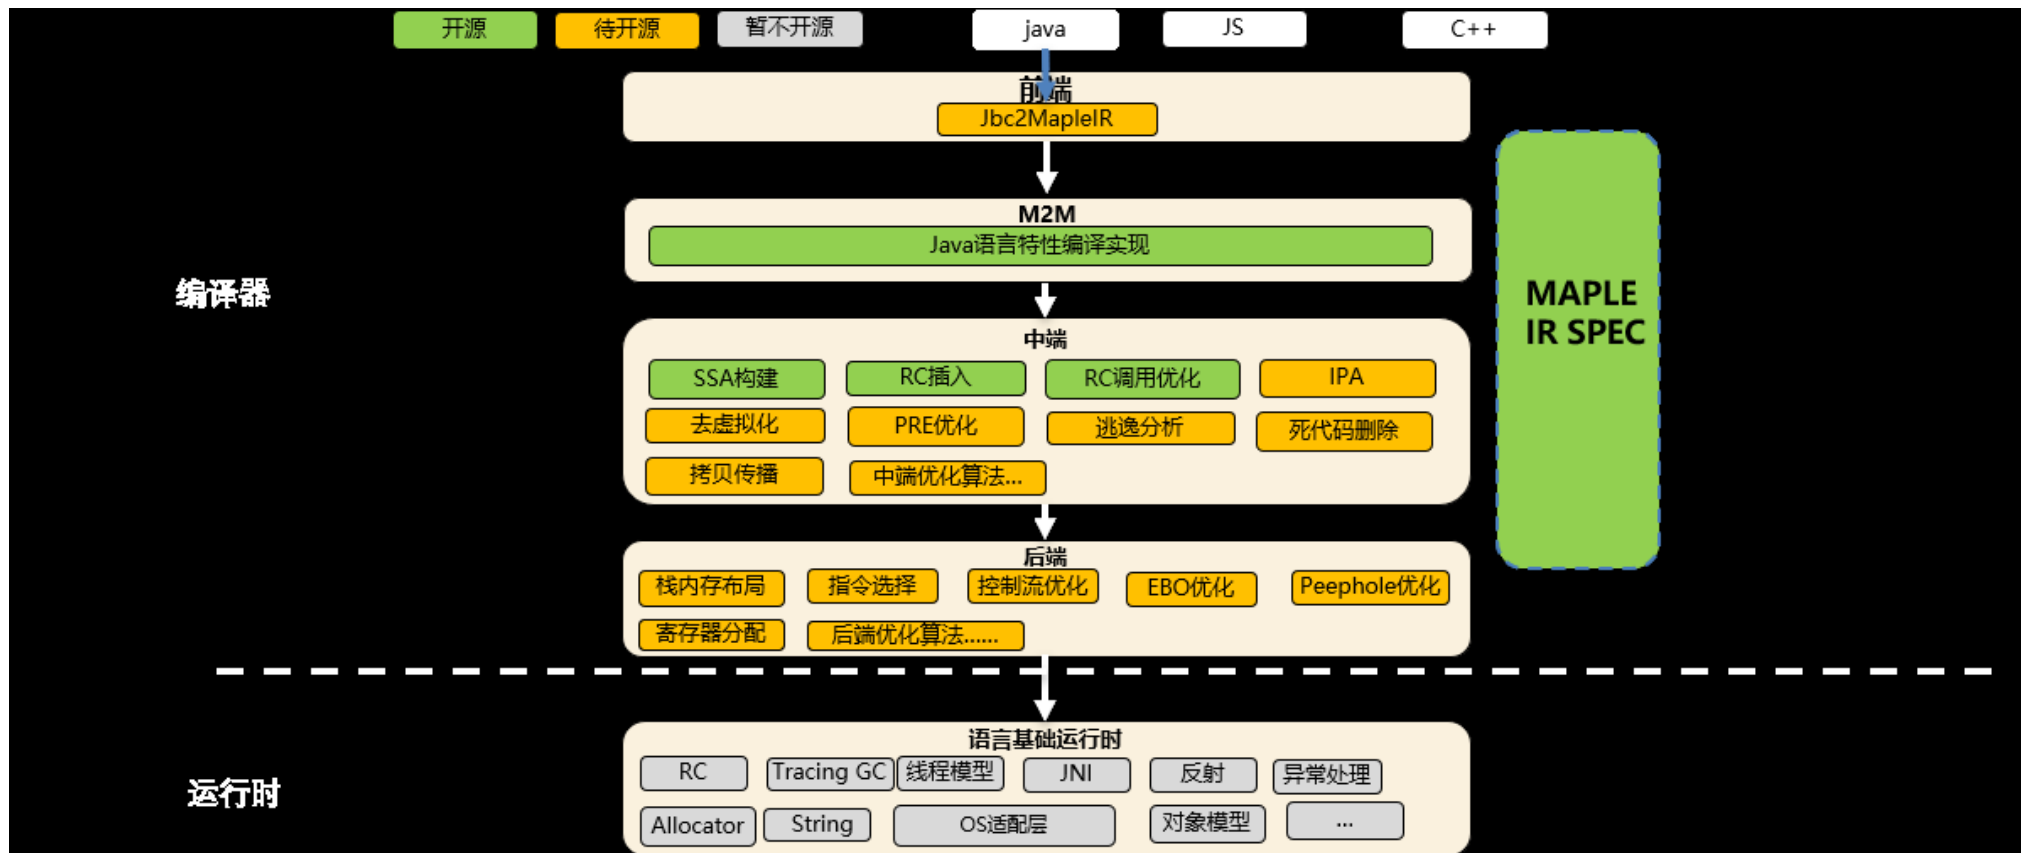 开源
待开源
暂不开源
java
JS
C++
前端
Jbc2MapleIR
M2M
Java语言特性编译实现
编译器
MAPLE
IR SPEC
中端
SSA构建
RC插入
RC调用优化
IPA
去虚拟化
PRE优化
逃逸分析
死代码删除
拷贝传播
中端优化算法...
后端
栈内存布局
指令选择
控制流优化
EBO优化
Peephole优化
寄存器分配
后端优化算法......
运行时
语言基础运行时
RC
Tracing GC
线程模型
JNI
反射
异常处理
Allocator
String
OS适配层
对象模型
...